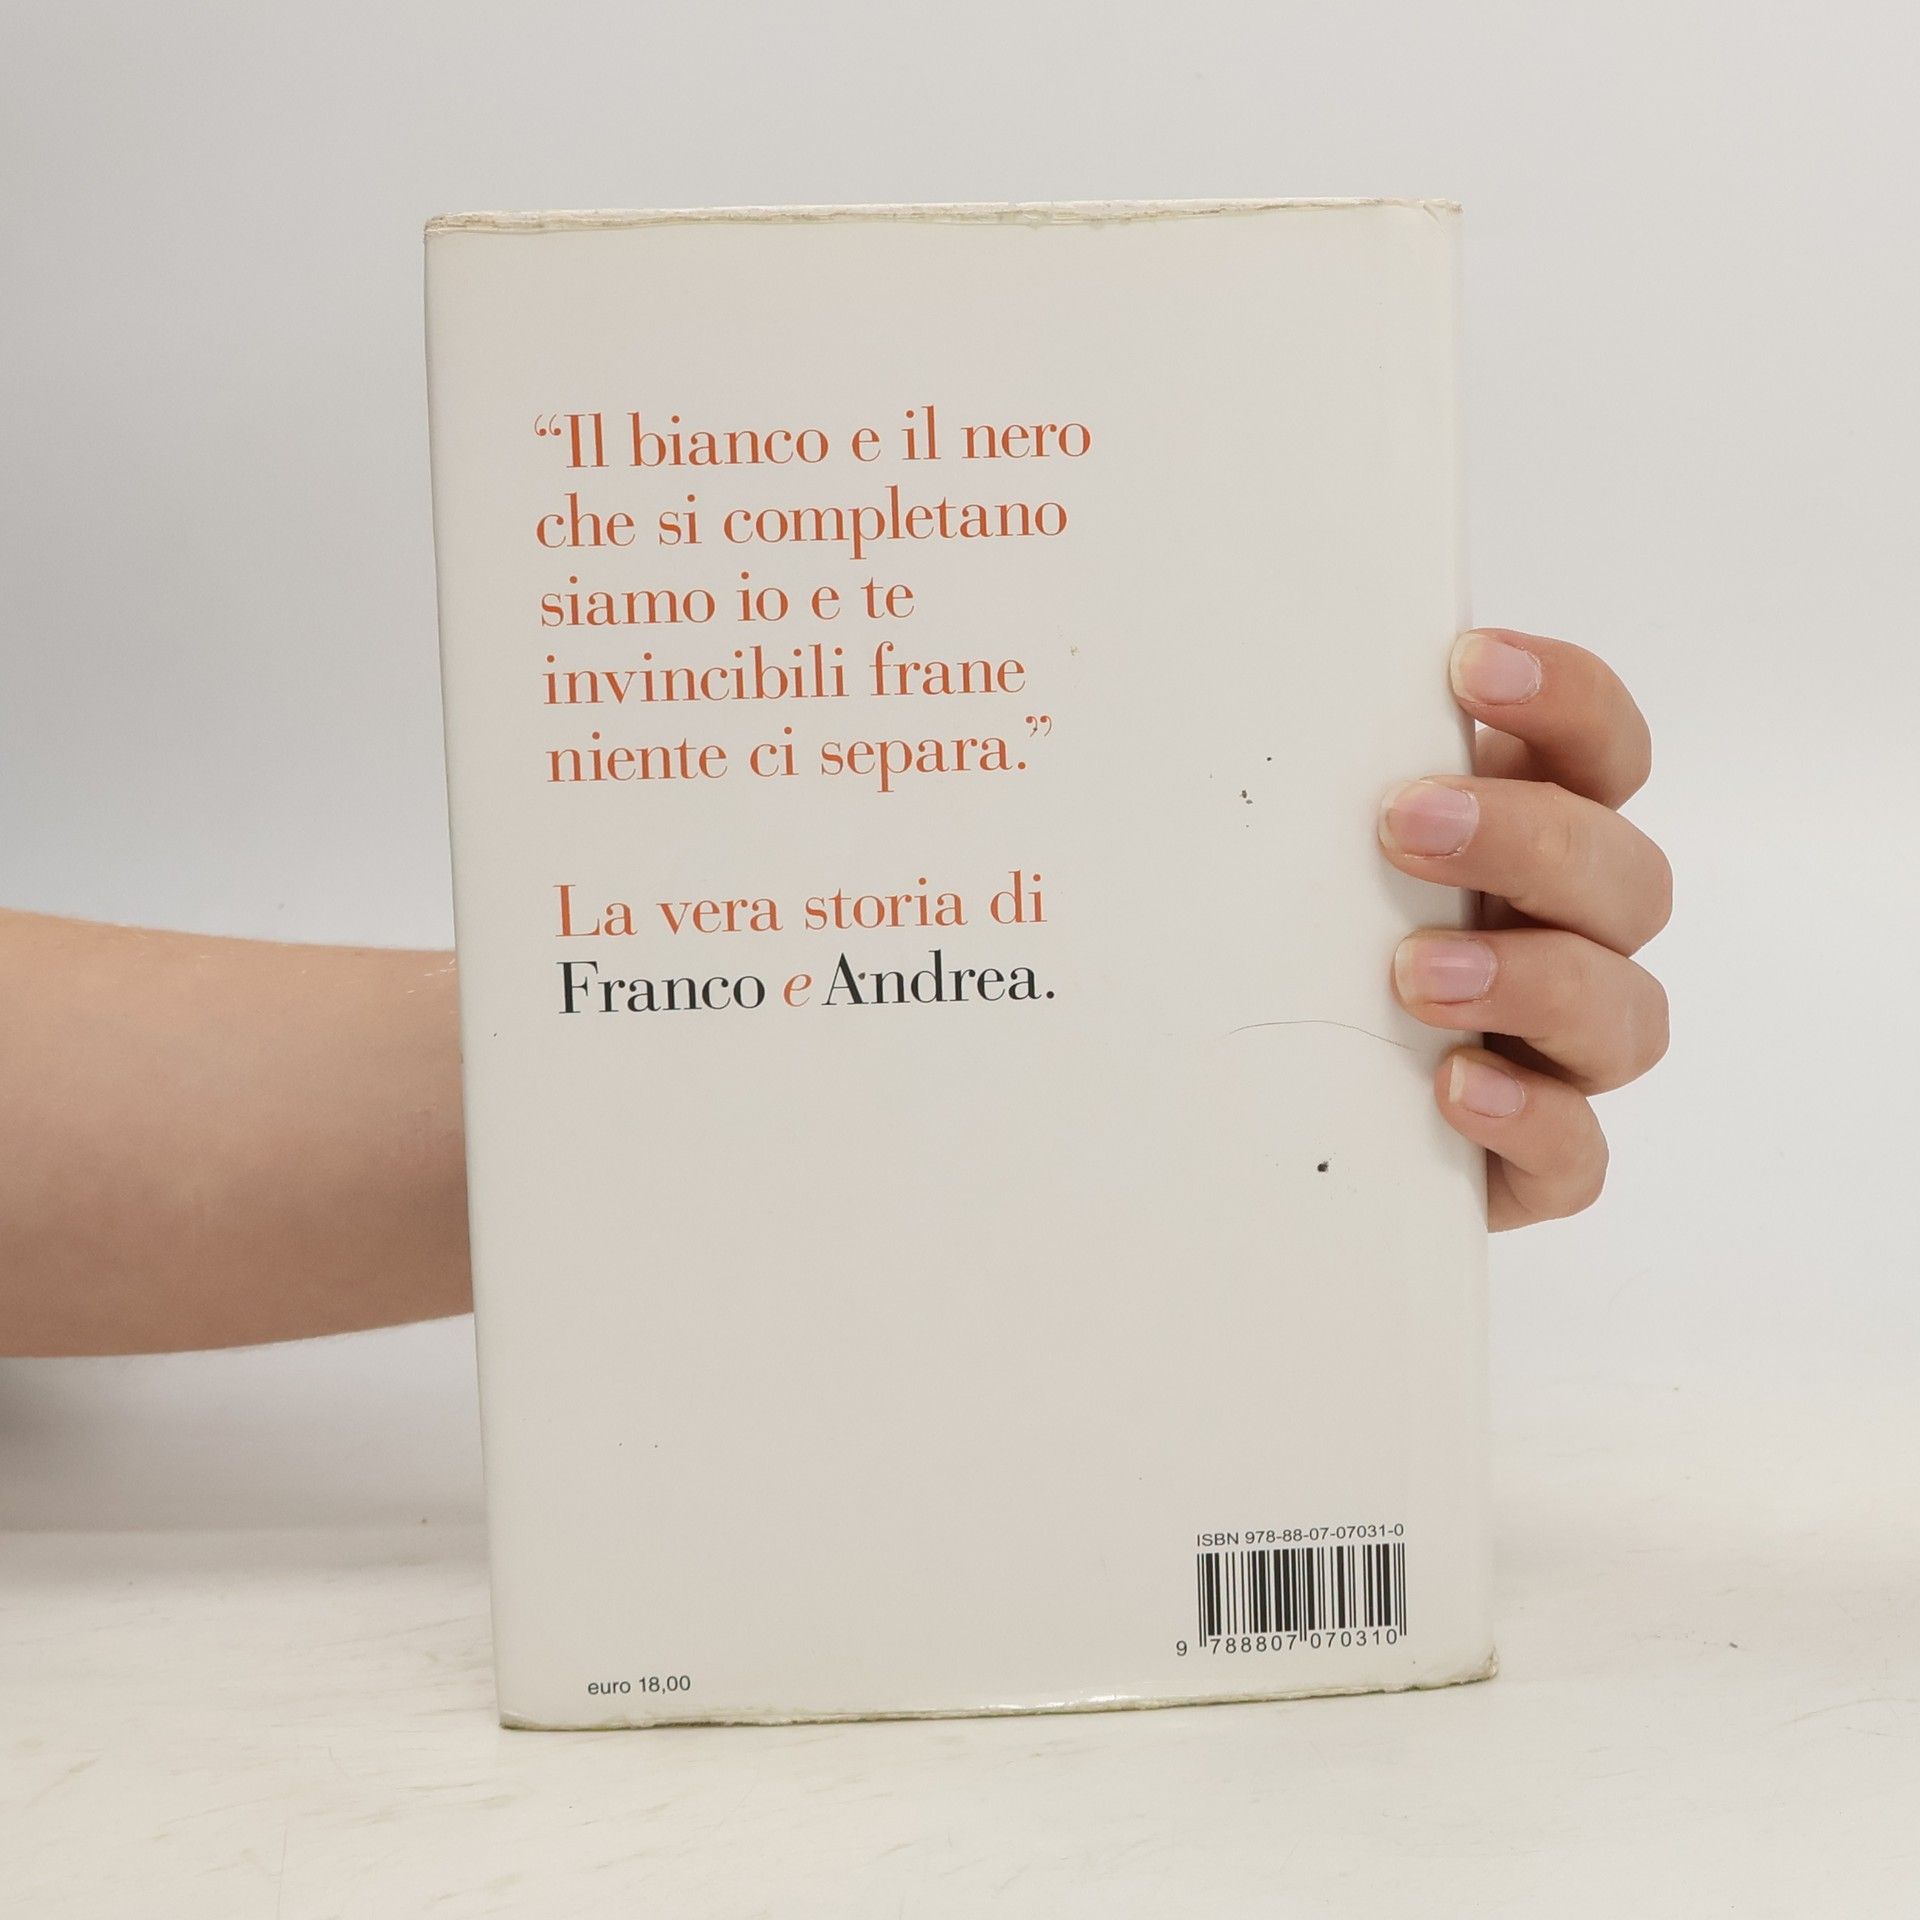 “Il bianco e il nero
che si completano
siamo io e te
invincibili frane
niente ci separa.”
La vera storia di
Franco e Andrea.
ISBN 978-88-07-07031-0
9 788807 070310
euro 18,00